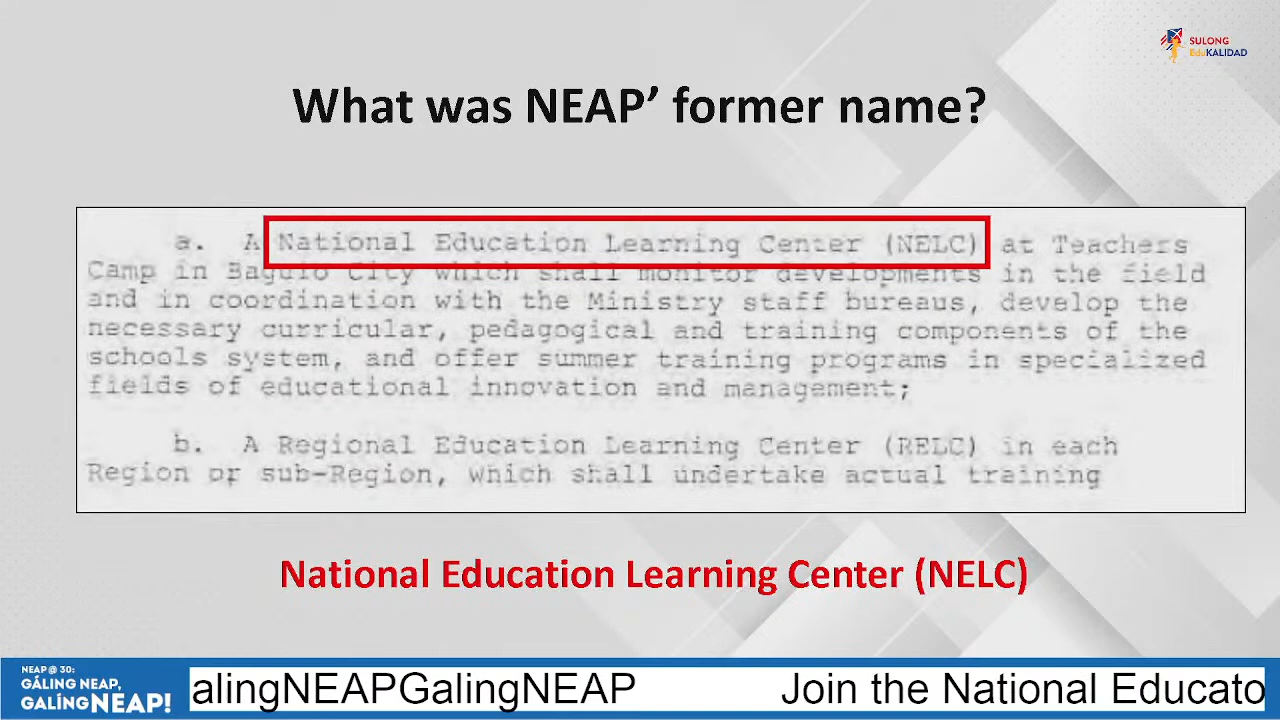 SULONG
EduKALIDAD
What was NEAP’ former name?
a. A National Education Learning Center (NELC) at Teachers
Camp in Baguio City which shall monitor developments in the field
and in coordination with the Ministry staff bureaus, develop the
necessary curricular, pedagogical and training components of the
schools system, and offer summer training programs in specialized
fields of educational innovation and management;
b. A Regional Education Learning Center (RELC) in each
Region or sub-Region, which shall undertake actual training
National Education Learning Center (NELC)
NEAP @ 30:
GÁLING NEAP,
GALÍNG NEAP!
alingNEAPGalingNEAP Join the National Educato